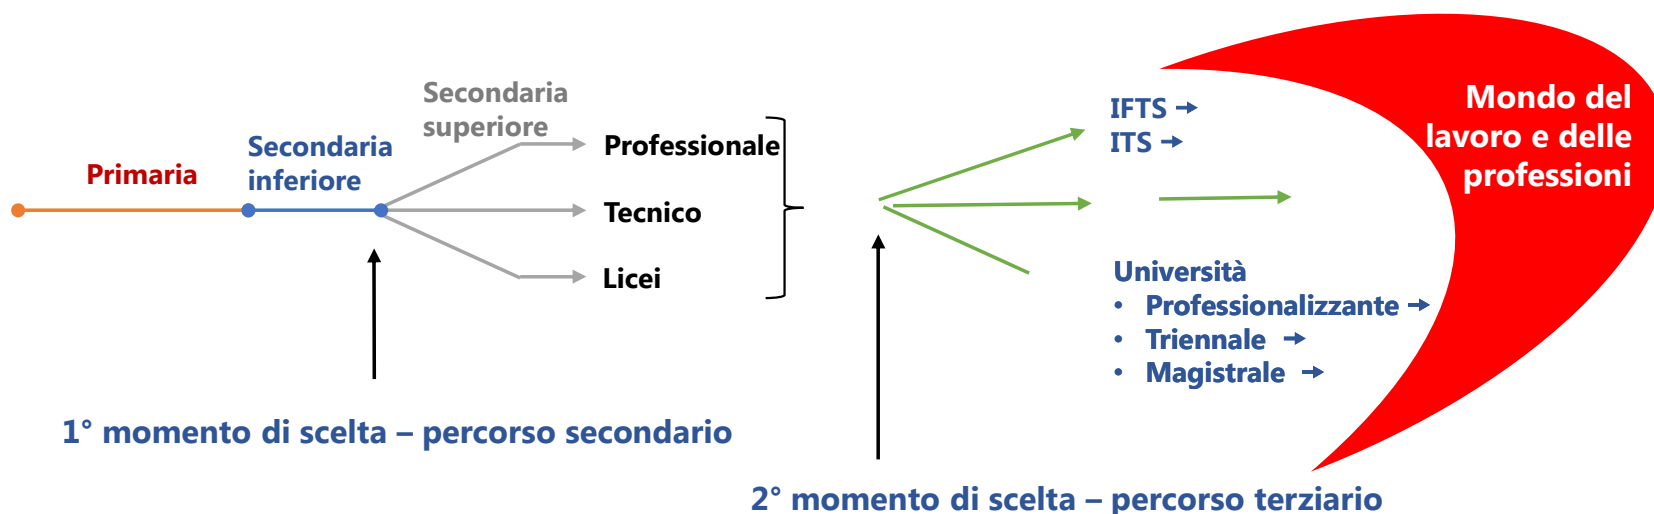 Primaria
Secondaria
inferiore
Secondaria
superiore
Professionale
Tecnico
Licei
1° momento di scelta – percorso secondario
IFTS →
ITS →
Università
• Professionalizzante →
• Triennale →
• Magistrale →
Mondo del
lavoro e delle
professioni
2° momento di scelta – percorso terziario